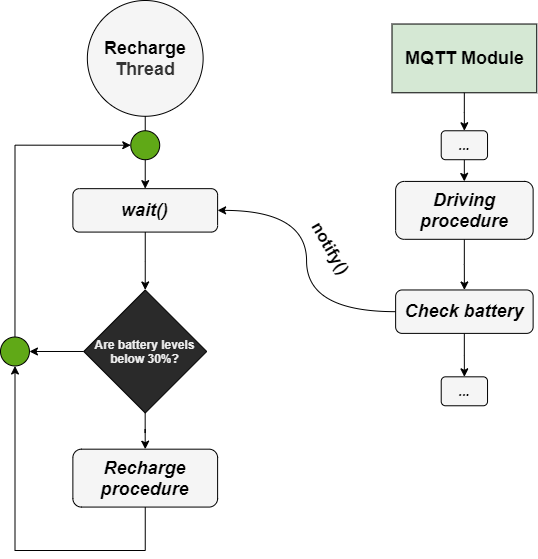 Recharge
Thread
wait()
Are battery levels
below 30%?
Recharge
procedure
notify()
MQTT Module
...
Driving
procedure
Check battery
...